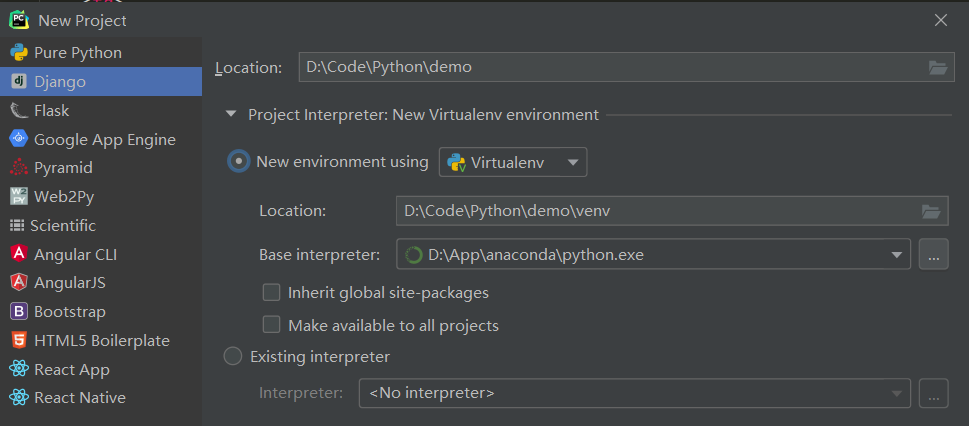 New Project
Pure Python
Django
Flask
Google App Engine
Pyramid
Web2Py
Scientific
Angular CLI
AngularJS
Bootstrap
HTML5 Boilerplate
React App
React Native
Location: D:\Code\Python\demo
Project Interpreter: New Virtualenv environment
New environment using Virtualenv
Location: D:\Code\Python\demo\venv
Base interpreter: D:\App\anaconda\python.exe ...
Inherit global site-packages
Make available to all projects
Existing interpreter
Interpreter: <No interpreter> ...